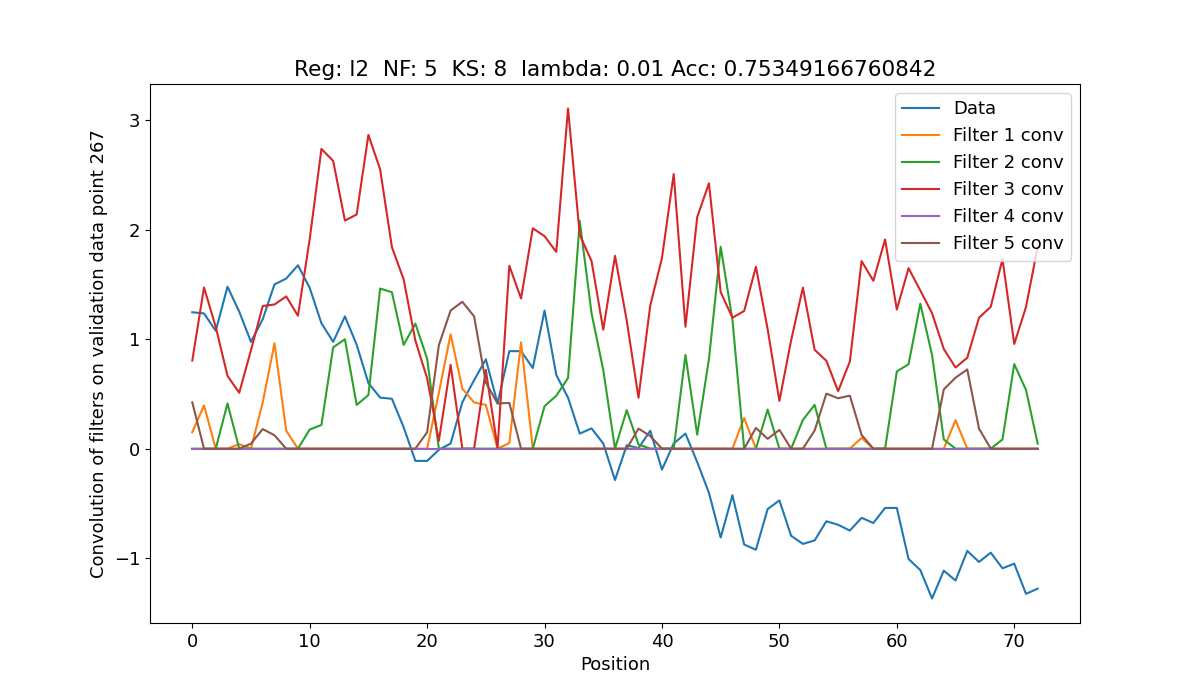 Reg: l2  NF: 5  KS: 8  lambda: 0.01 Acc: 0.75349166760842
Convolution of filters on validation data point 267
3
2
1
0
−1
0 10 20 30 40 50 60 70
Position
Data
Filter 1 conv
Filter 2 conv
Filter 3 conv
Filter 4 conv
Filter 5 conv